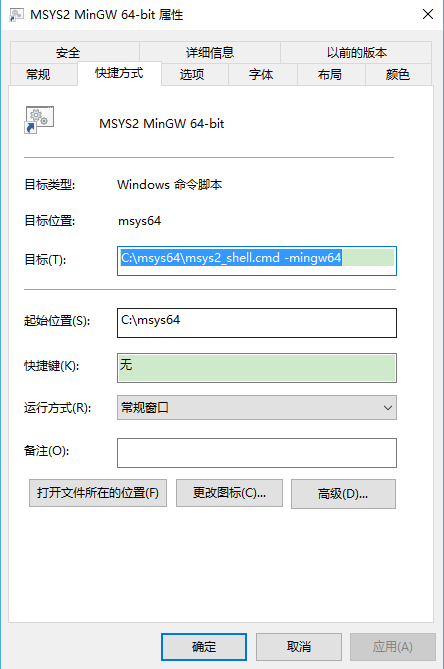 MSYS2 MinGW 64-bit 属性
安全 详细信息 以前的版本
常规 快捷方式 选项 字体 布局 颜色
MSYS2 MinGW 64-bit
目标类型: Windows 命令脚本
目标位置: msys64
目标(T): C:\msys64\msys2_shell.cmd -mingw64
起始位置(S): C:\msys64
快捷键(K): 无
运行方式(R): 常规窗口
备注(O):
打开文件所在的位置(F) 更改图标(C)... 高级(D)...
确定 取消 应用(A)